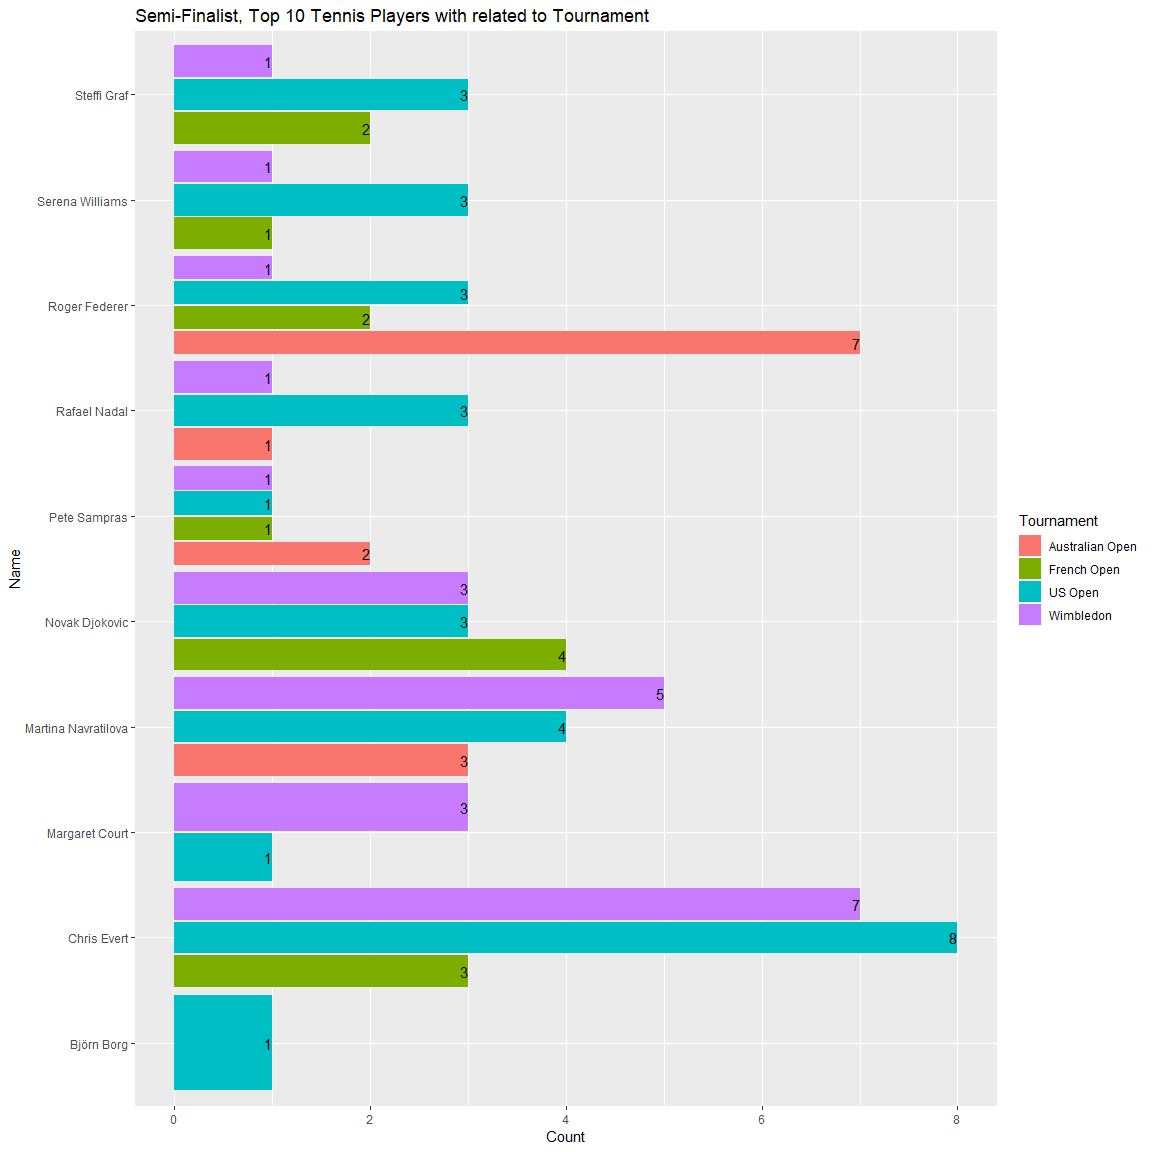 Semi-Finalist, Top 10 Tennis Players with related to Tournament
Name
Steffi Graf
1
3
2
Serena Williams
1
3
1
Roger Federer
1
3
2
7
Rafael Nadal
1
3
1
Pete Sampras
1
1
1
2
Novak Djokovic
3
3
4
Martina Navratilova
5
4
3
Margaret Court
3
1
Chris Evert
7
8
3
Björn Borg
1
0 2 4 6 8
Count
Tournament
Australian Open
French Open
US Open
Wimbledon